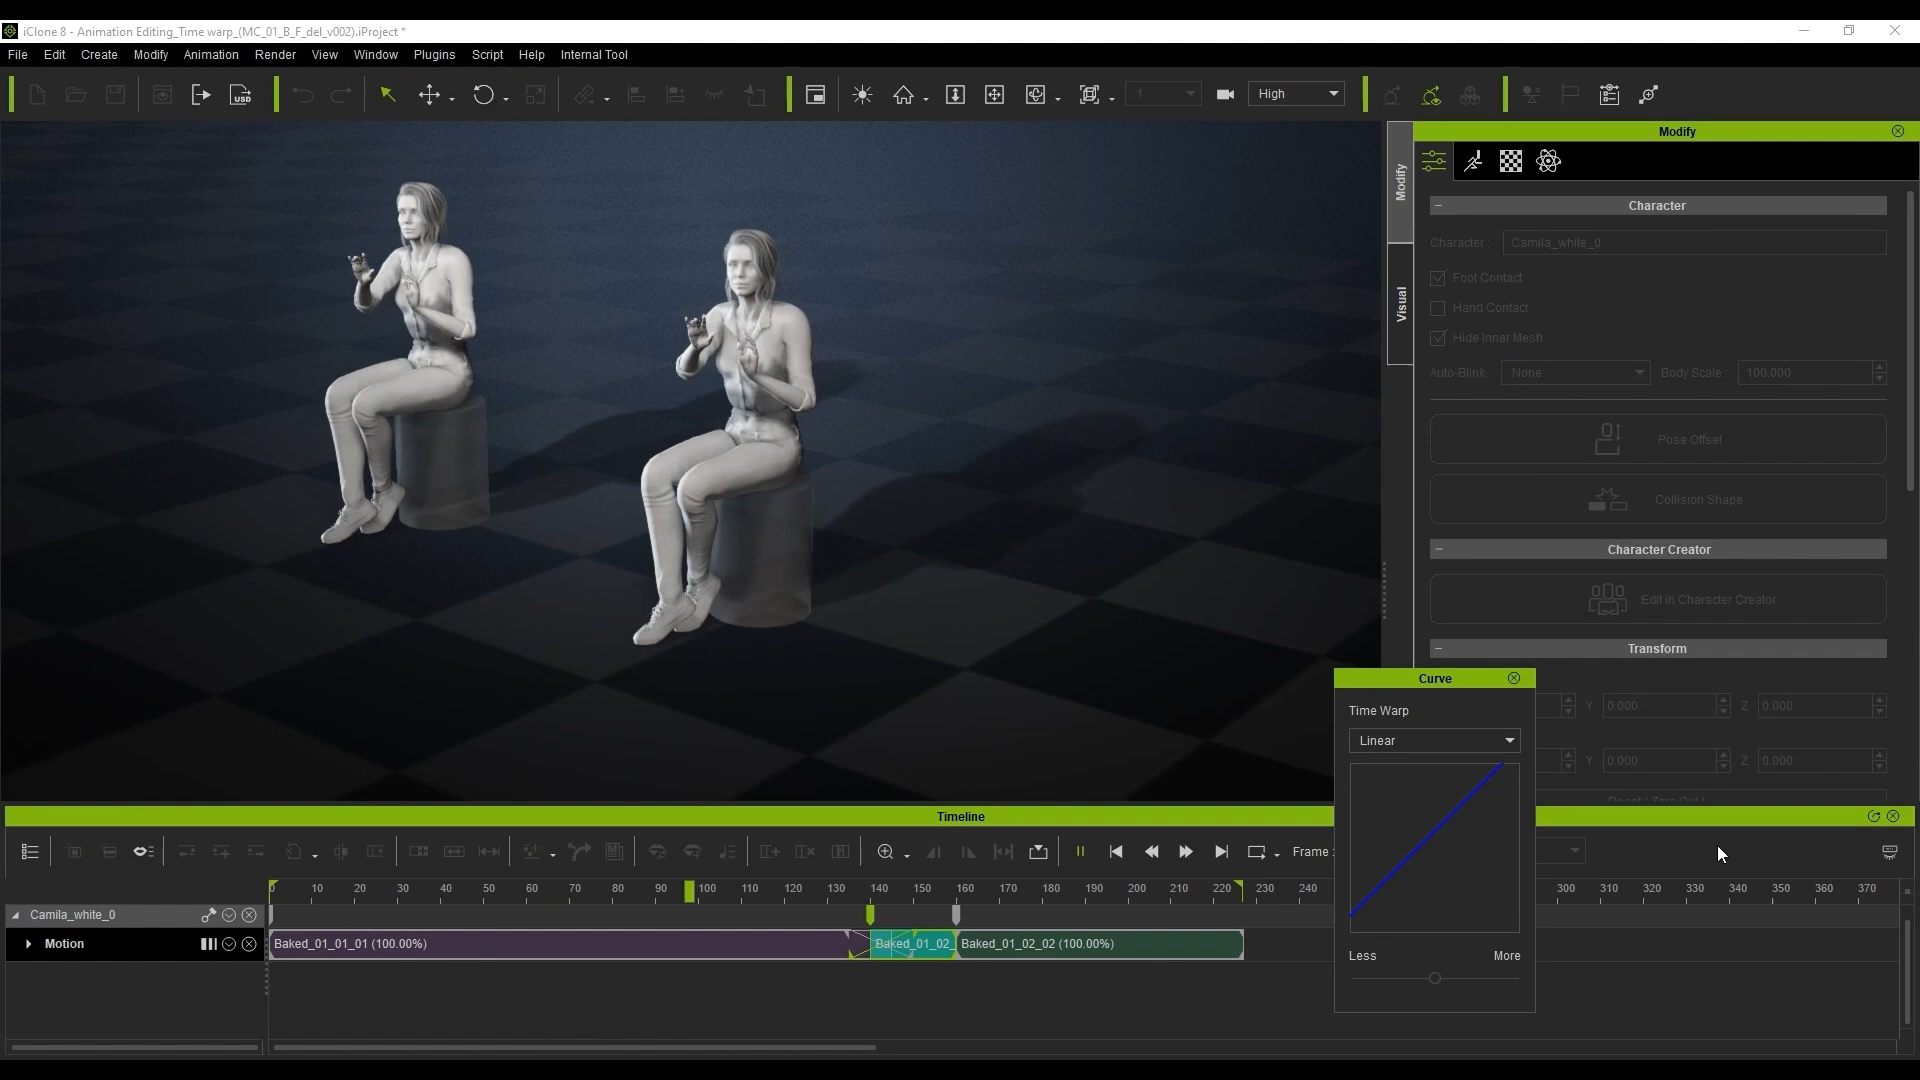 iClone 8 - Animation Editing_Time warp_(MC_01_B_F_del_v002).iProject *
File Edit Create Modify Animation Render View Window Plugins Script Help Internal Tool
USD 1 High
Modify
Modify
Visual
Character
Character : Camila_white_0
Foot Contact
Hand Contact
Hide Inner Mesh
Auto-Blink : None Body Scale : 100.000
Pose Offset
Collision Shape
Character Creator
Edit in Character Creator
Transform
Y 0.000 Z 0.000
Y 0.000 Z 0.000
Curve
Time Warp
Linear
Less More
Timeline
Frame :
0 10 20 30 40 50 60 70 80 90 100 110 120 130 140 150 160 170 180 190 200 210 220 230 240 300 310 320 330 340 350 360 370
Camila_white_0
Motion Baked_01_01_01 (100.00%) Baked_01_02_ Baked_01_02_02 (100.00%)